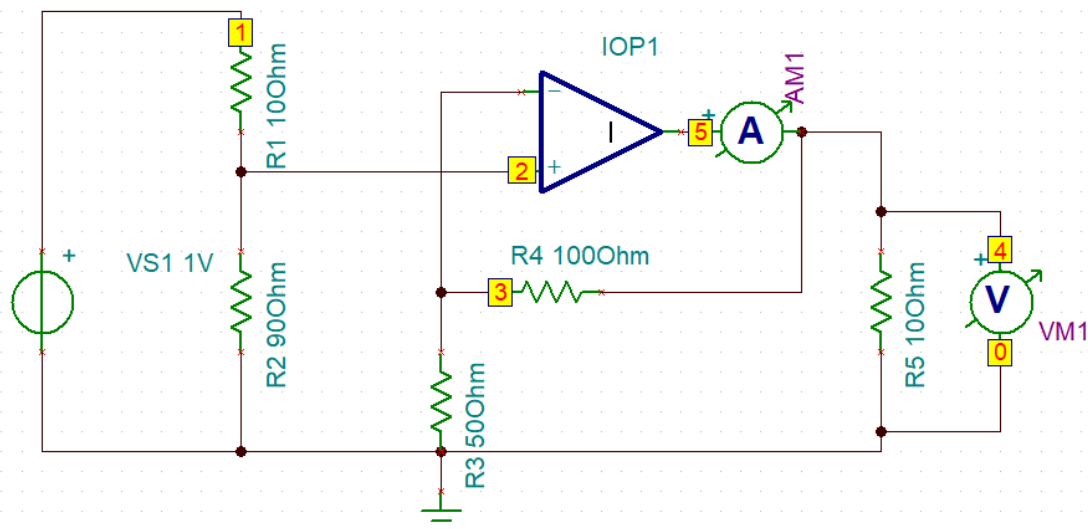 1
R1 10Ohm
IOP1
AM1
−
I
+
5
+
A
2
+
VS1 1V
R2 90Ohm
R4 100Ohm
3
R3 50Ohm
R5 10Ohm
4
+
V
VM1
0